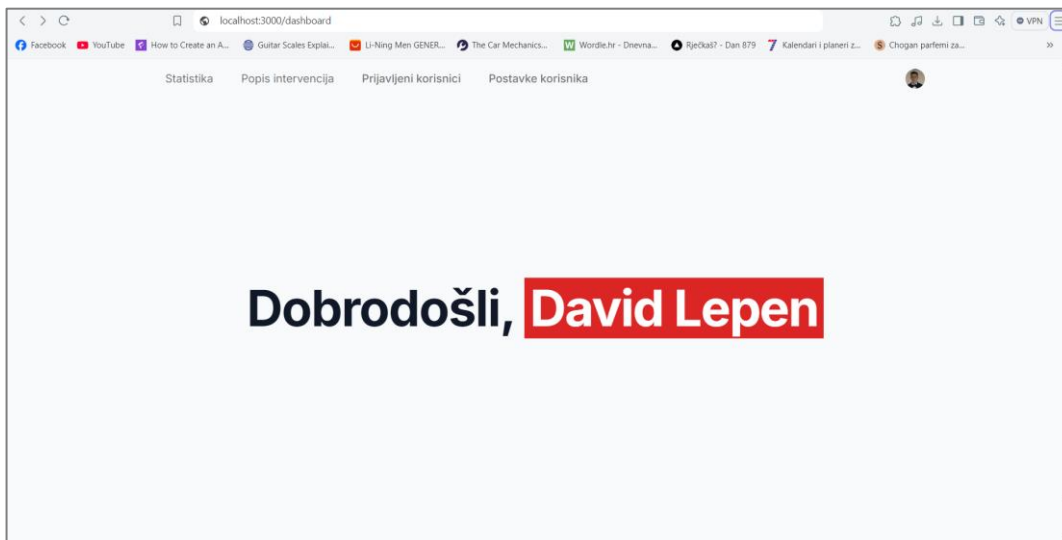 localhost:3000/dashboard
VPN
Facebook YouTube How to Create an A... Guitar Scales Explai... Li-Ning Men GENER... The Car Mechanics... Wordle.hr - Dnevna... Rječkaš? - Dan 879 Kalendari i planeri z... Chogan parfemi za...
Statistika Popis intervencija Prijavljeni korisnici Postavke korisnika
Dobrodošli, David Lepen